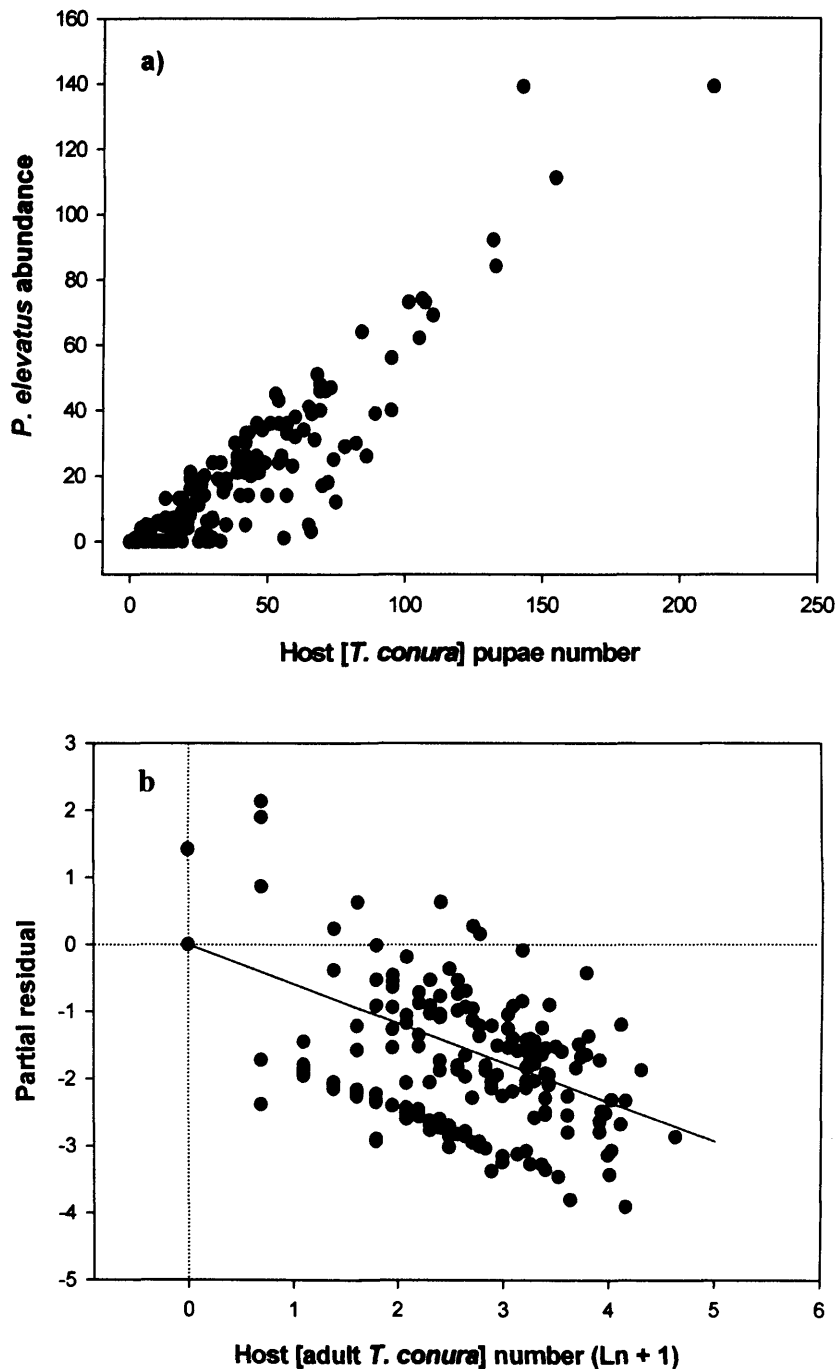 a)
160
140
120
100
80
60
40
20
0
P. elevatus abundance
0 50 100 150 200 250
Host [T. conura] pupae number
b
3
2
1
0
-1
-2
-3
-4
-5
Partial residual
0 1 2 3 4 5 6
Host [adult T. conura] number (Ln + 1)